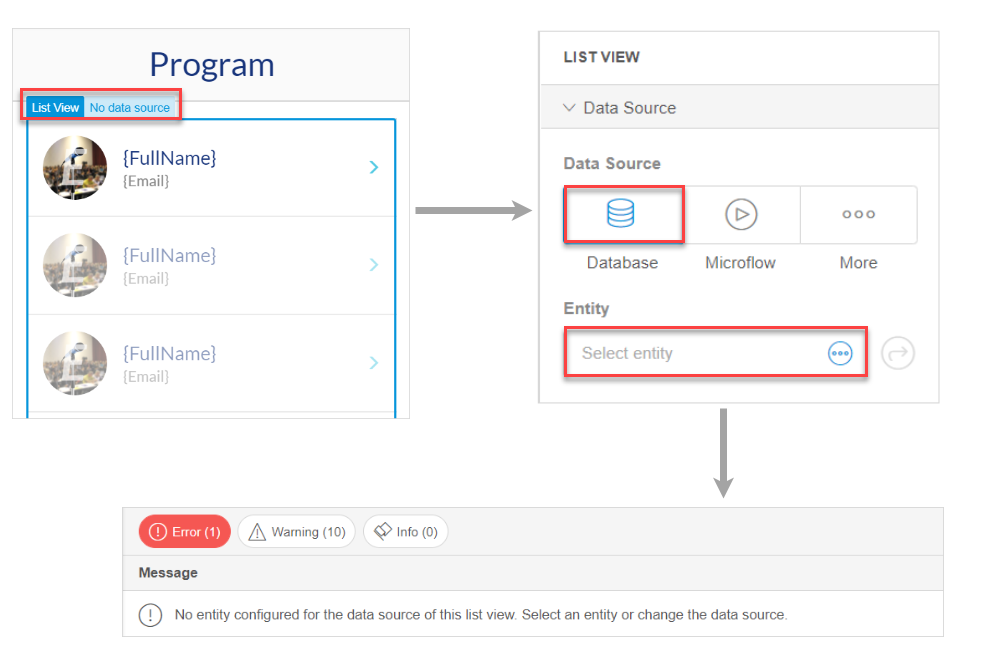 Program
List View No data source
{FullName}
{Email}
{FullName}
{Email}
{FullName}
{Email}
LIST VIEW
Data Source
Data Source
Database Microflow More
Entity
Select entity
Error (1) Warning (10) Info (0)
Message
No entity configured for the data source of this list view. Select an entity or change the data source.